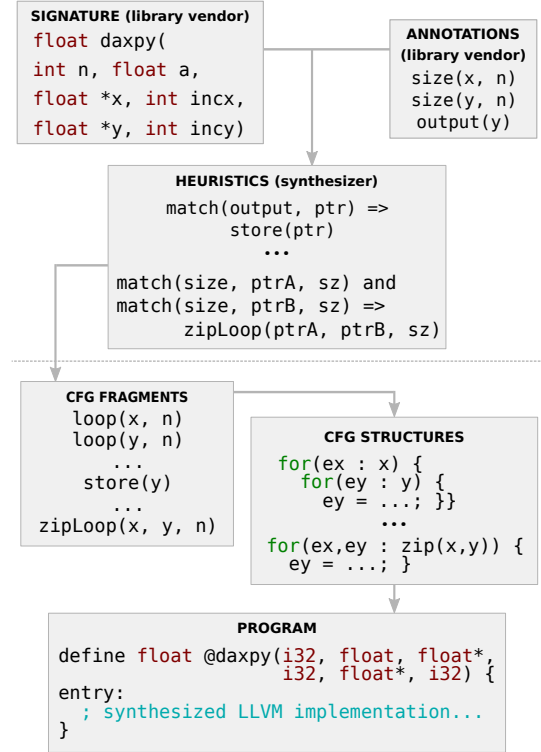 SIGNATURE (library vendor)
float daxpy(
int n, float a,
float *x, int incx,
float *y, int incy)
ANNOTATIONS
(library vendor)
size(x, n)
size(y, n)
output(y)
HEURISTICS (synthesizer)
match(output, ptr) =>
store(ptr)
...
match(size, ptrA, sz) and
match(size, ptrB, sz) =>
zipLoop(ptrA, ptrB, sz)
CFG FRAGMENTS
loop(x, n)
loop(y, n)
...
store(y)
...
zipLoop(x, y, n)
CFG STRUCTURES
for(ex : x) {
for(ey : y) {
ey = ...; }}
...
for(ex,ey : zip(x,y)) {
ey = ...; }
PROGRAM
define float @daxpy(i32, float, float*,
i32, float*, i32) {
entry:
; synthesized LLVM implementation...
}